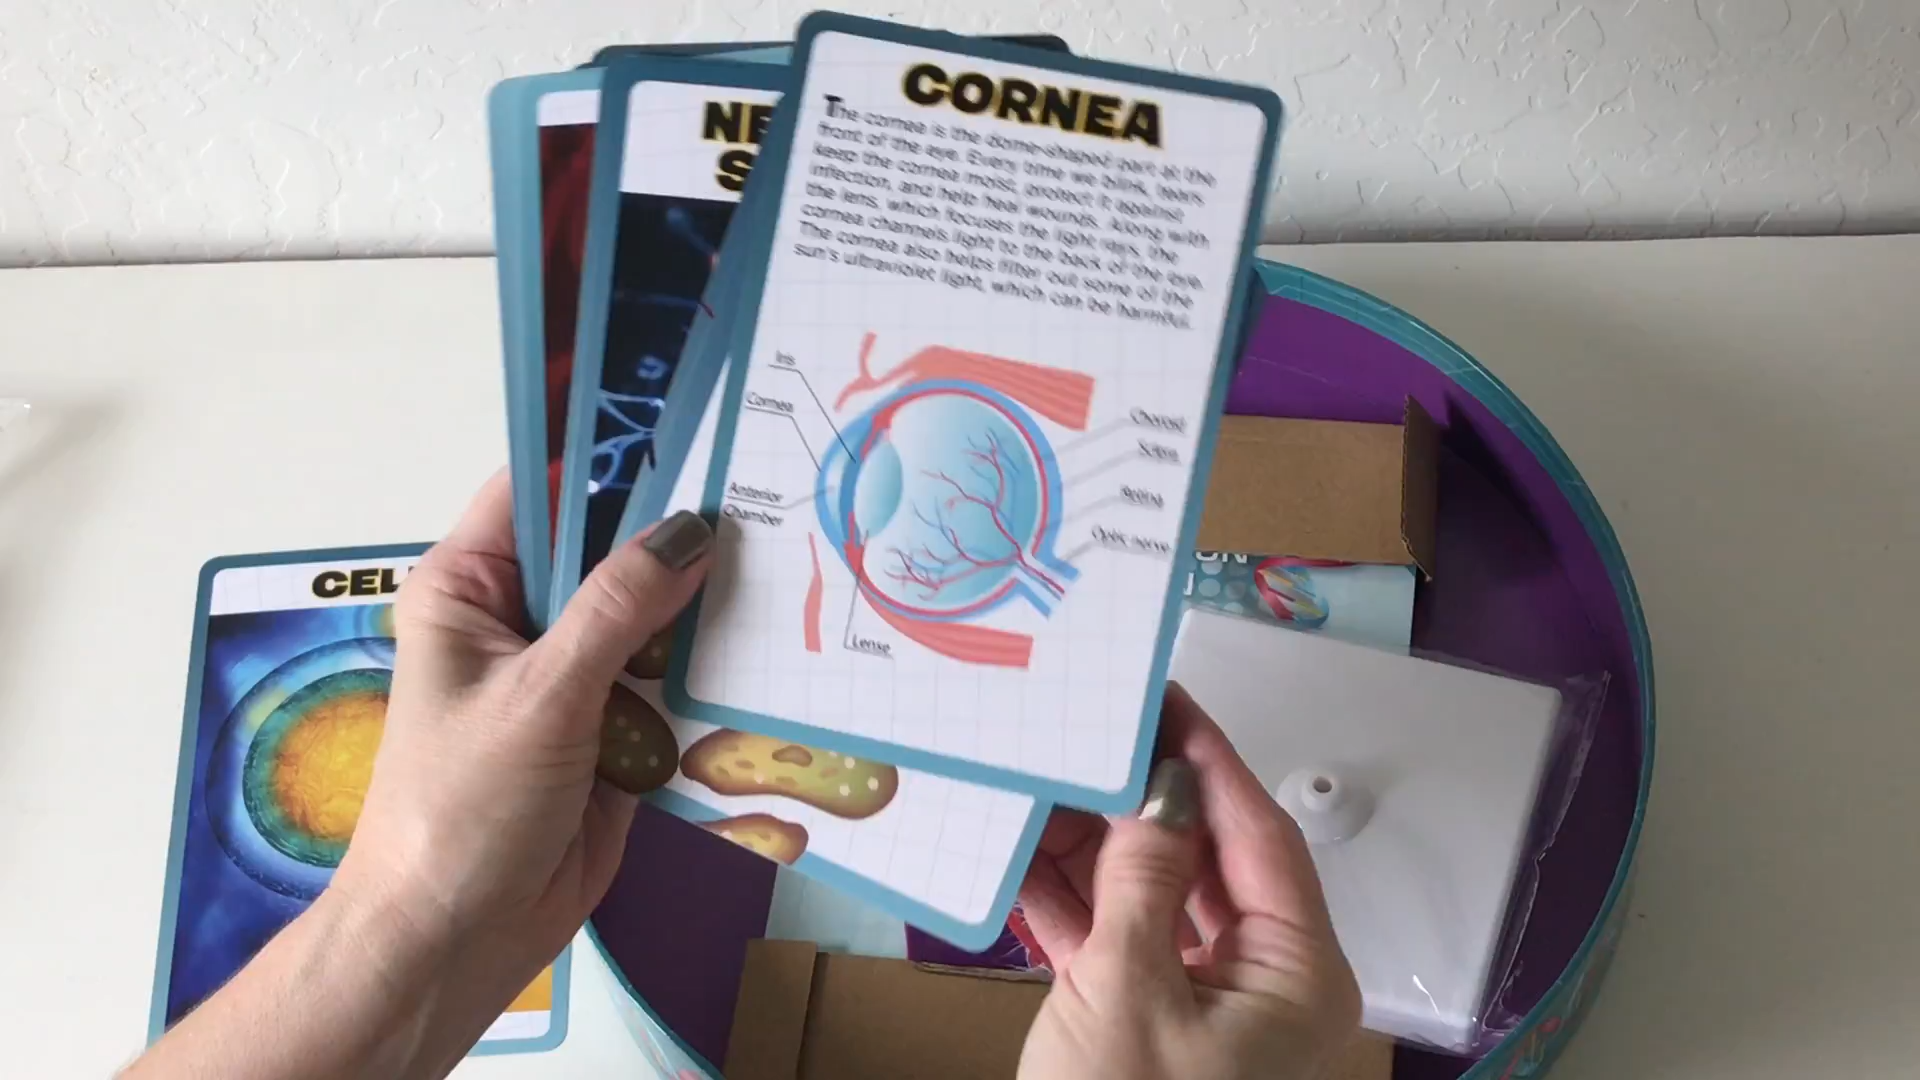 CORNEA
The cornea is the dome-shaped part at the
front of the eye. Every time we blink, tears
keep the cornea moist, protect it against
infection, and help heal wounds. Along with
the lens, which focuses the light rays, the
cornea channels light to the back of the eye.
The cornea also helps filter out some of the
sun's ultraviolet light, which can be harmful.
Iris
Cornea
Anterior
Chamber
Lense
Choroid
Sclera
Retina
Optic nerve
NE
S
CEL
ON